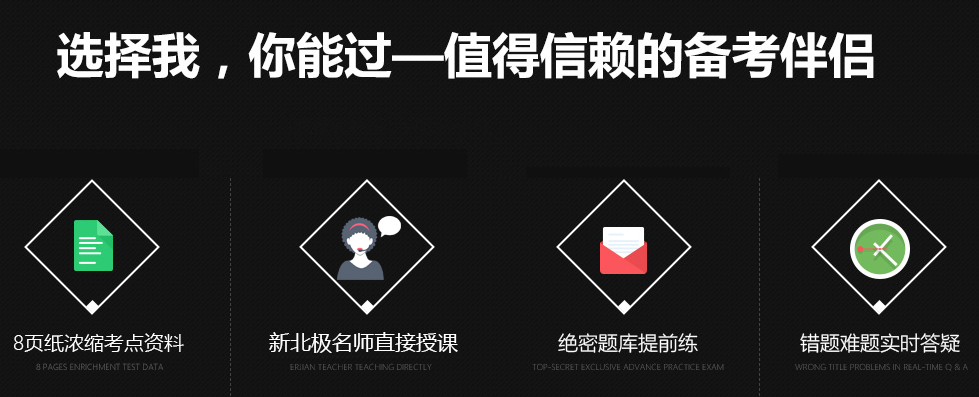 选择我，你能过—值得信赖的备考伴侣
8页纸浓缩考点资料
8 PAGES ENRICHMENT TEST DATA
新北极名师直接授课
ERJIAN TEACHER TEACHING DIRECTLY
绝密题库提前练
TOP-SECRET EXCLUSIVE ADVANCE PRACTICE EXAM
错题难题实时答疑
WRONG TITLE PROBLEMS IN REAL-TIME Q & A